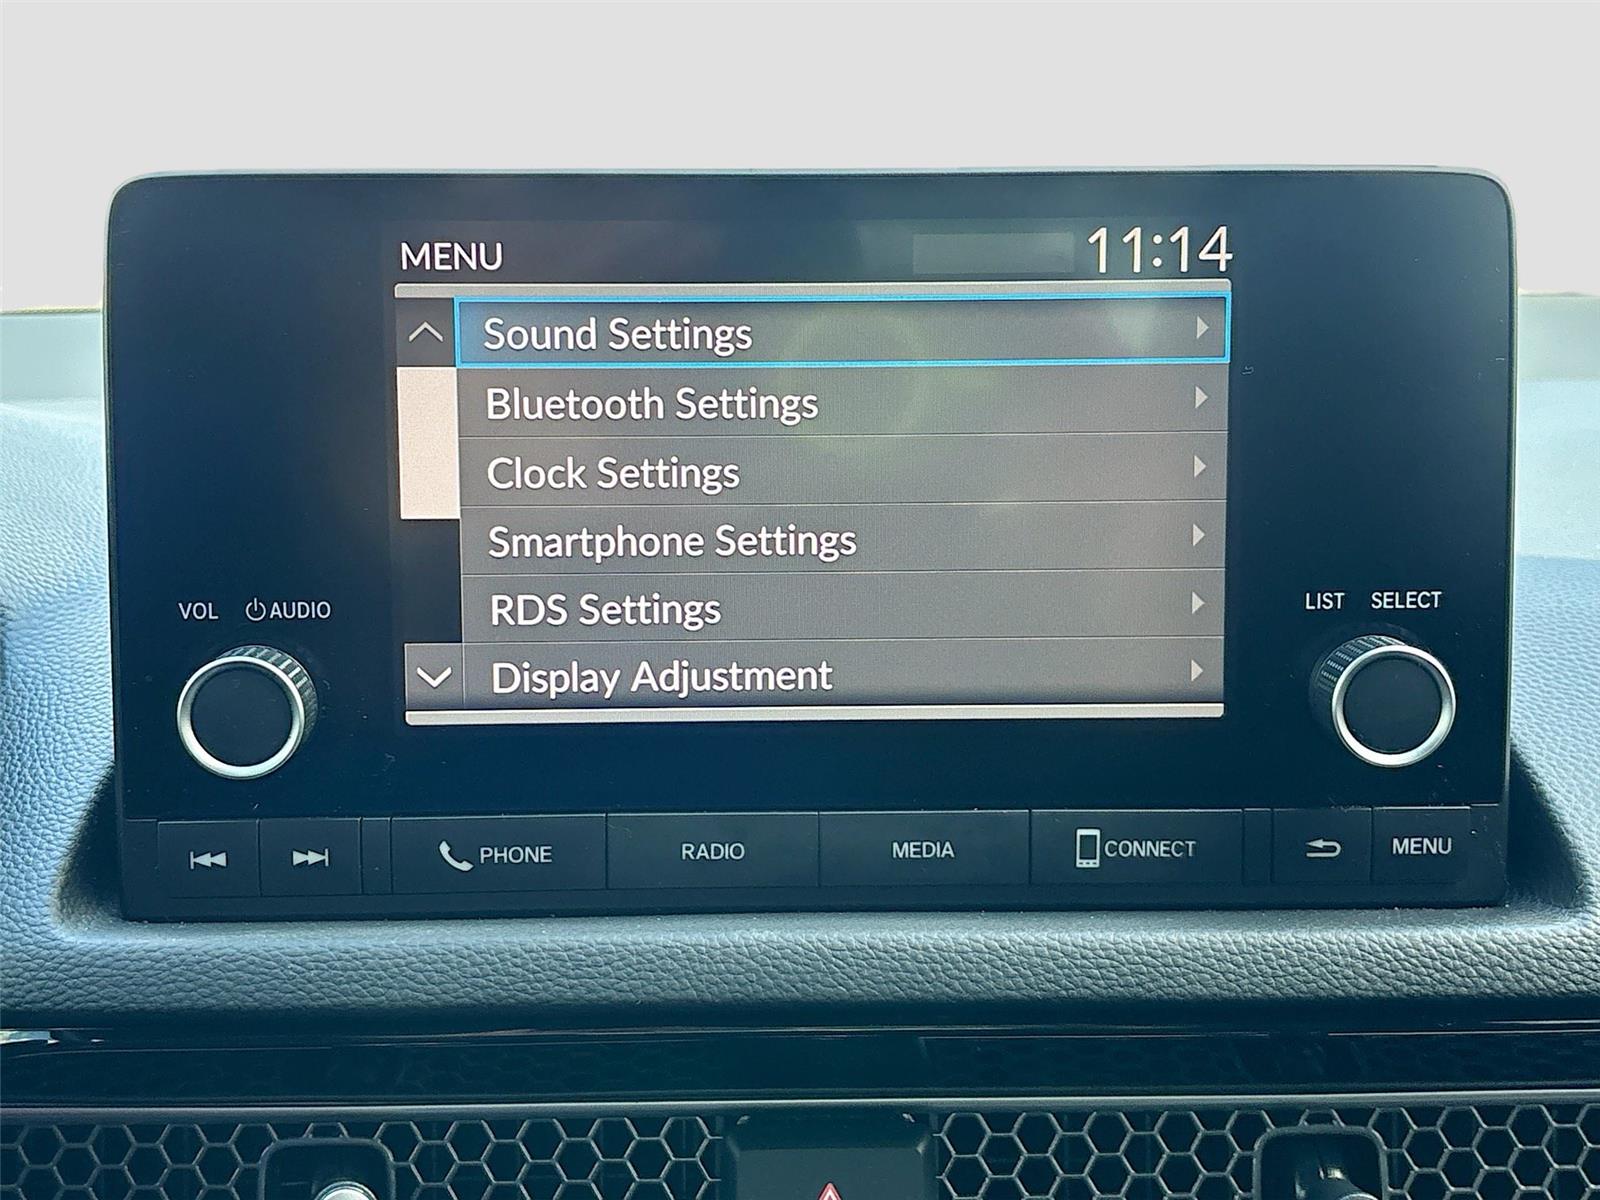 MENU 11:14
Sound Settings
Bluetooth Settings
Clock Settings
Smartphone Settings
RDS Settings
Display Adjustment
VOL AUDIO
LIST SELECT
PHONE RADIO MEDIA CONNECT MENU